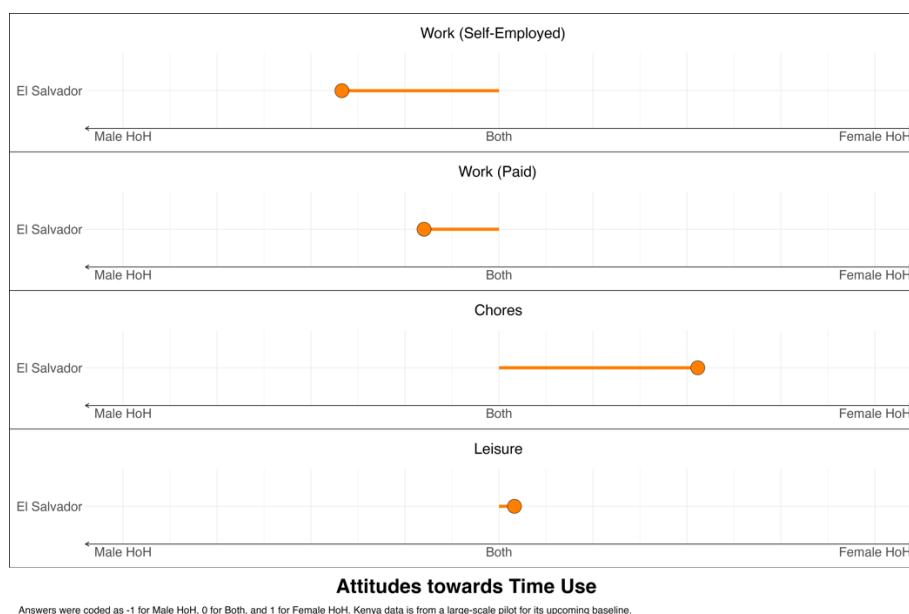 Work (Self-Employed)
El Salvador
Male HoH Both Female HoH
Work (Paid)
El Salvador
Male HoH Both Female HoH
Chores
El Salvador
Male HoH Both Female HoH
Leisure
El Salvador
Male HoH Both Female HoH
Attitudes towards Time Use
Answers were coded as -1 for Male HoH, 0 for Both, and 1 for Female HoH. Kenya data is from a large-scale pilot for its upcoming baseline.